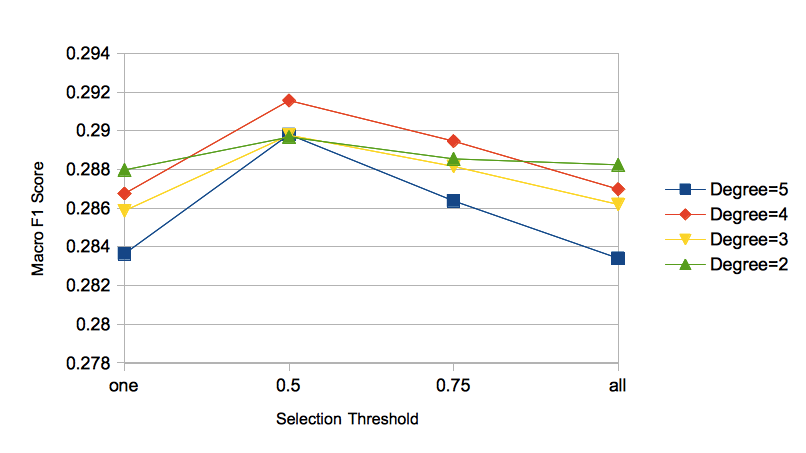 0.294
0.292
0.29
0.288
0.286
0.284
0.282
0.28
0.278
Macro F1 Score
one 0.5 0.75 all
Selection Threshold
Degree=5
Degree=4
Degree=3
Degree=2